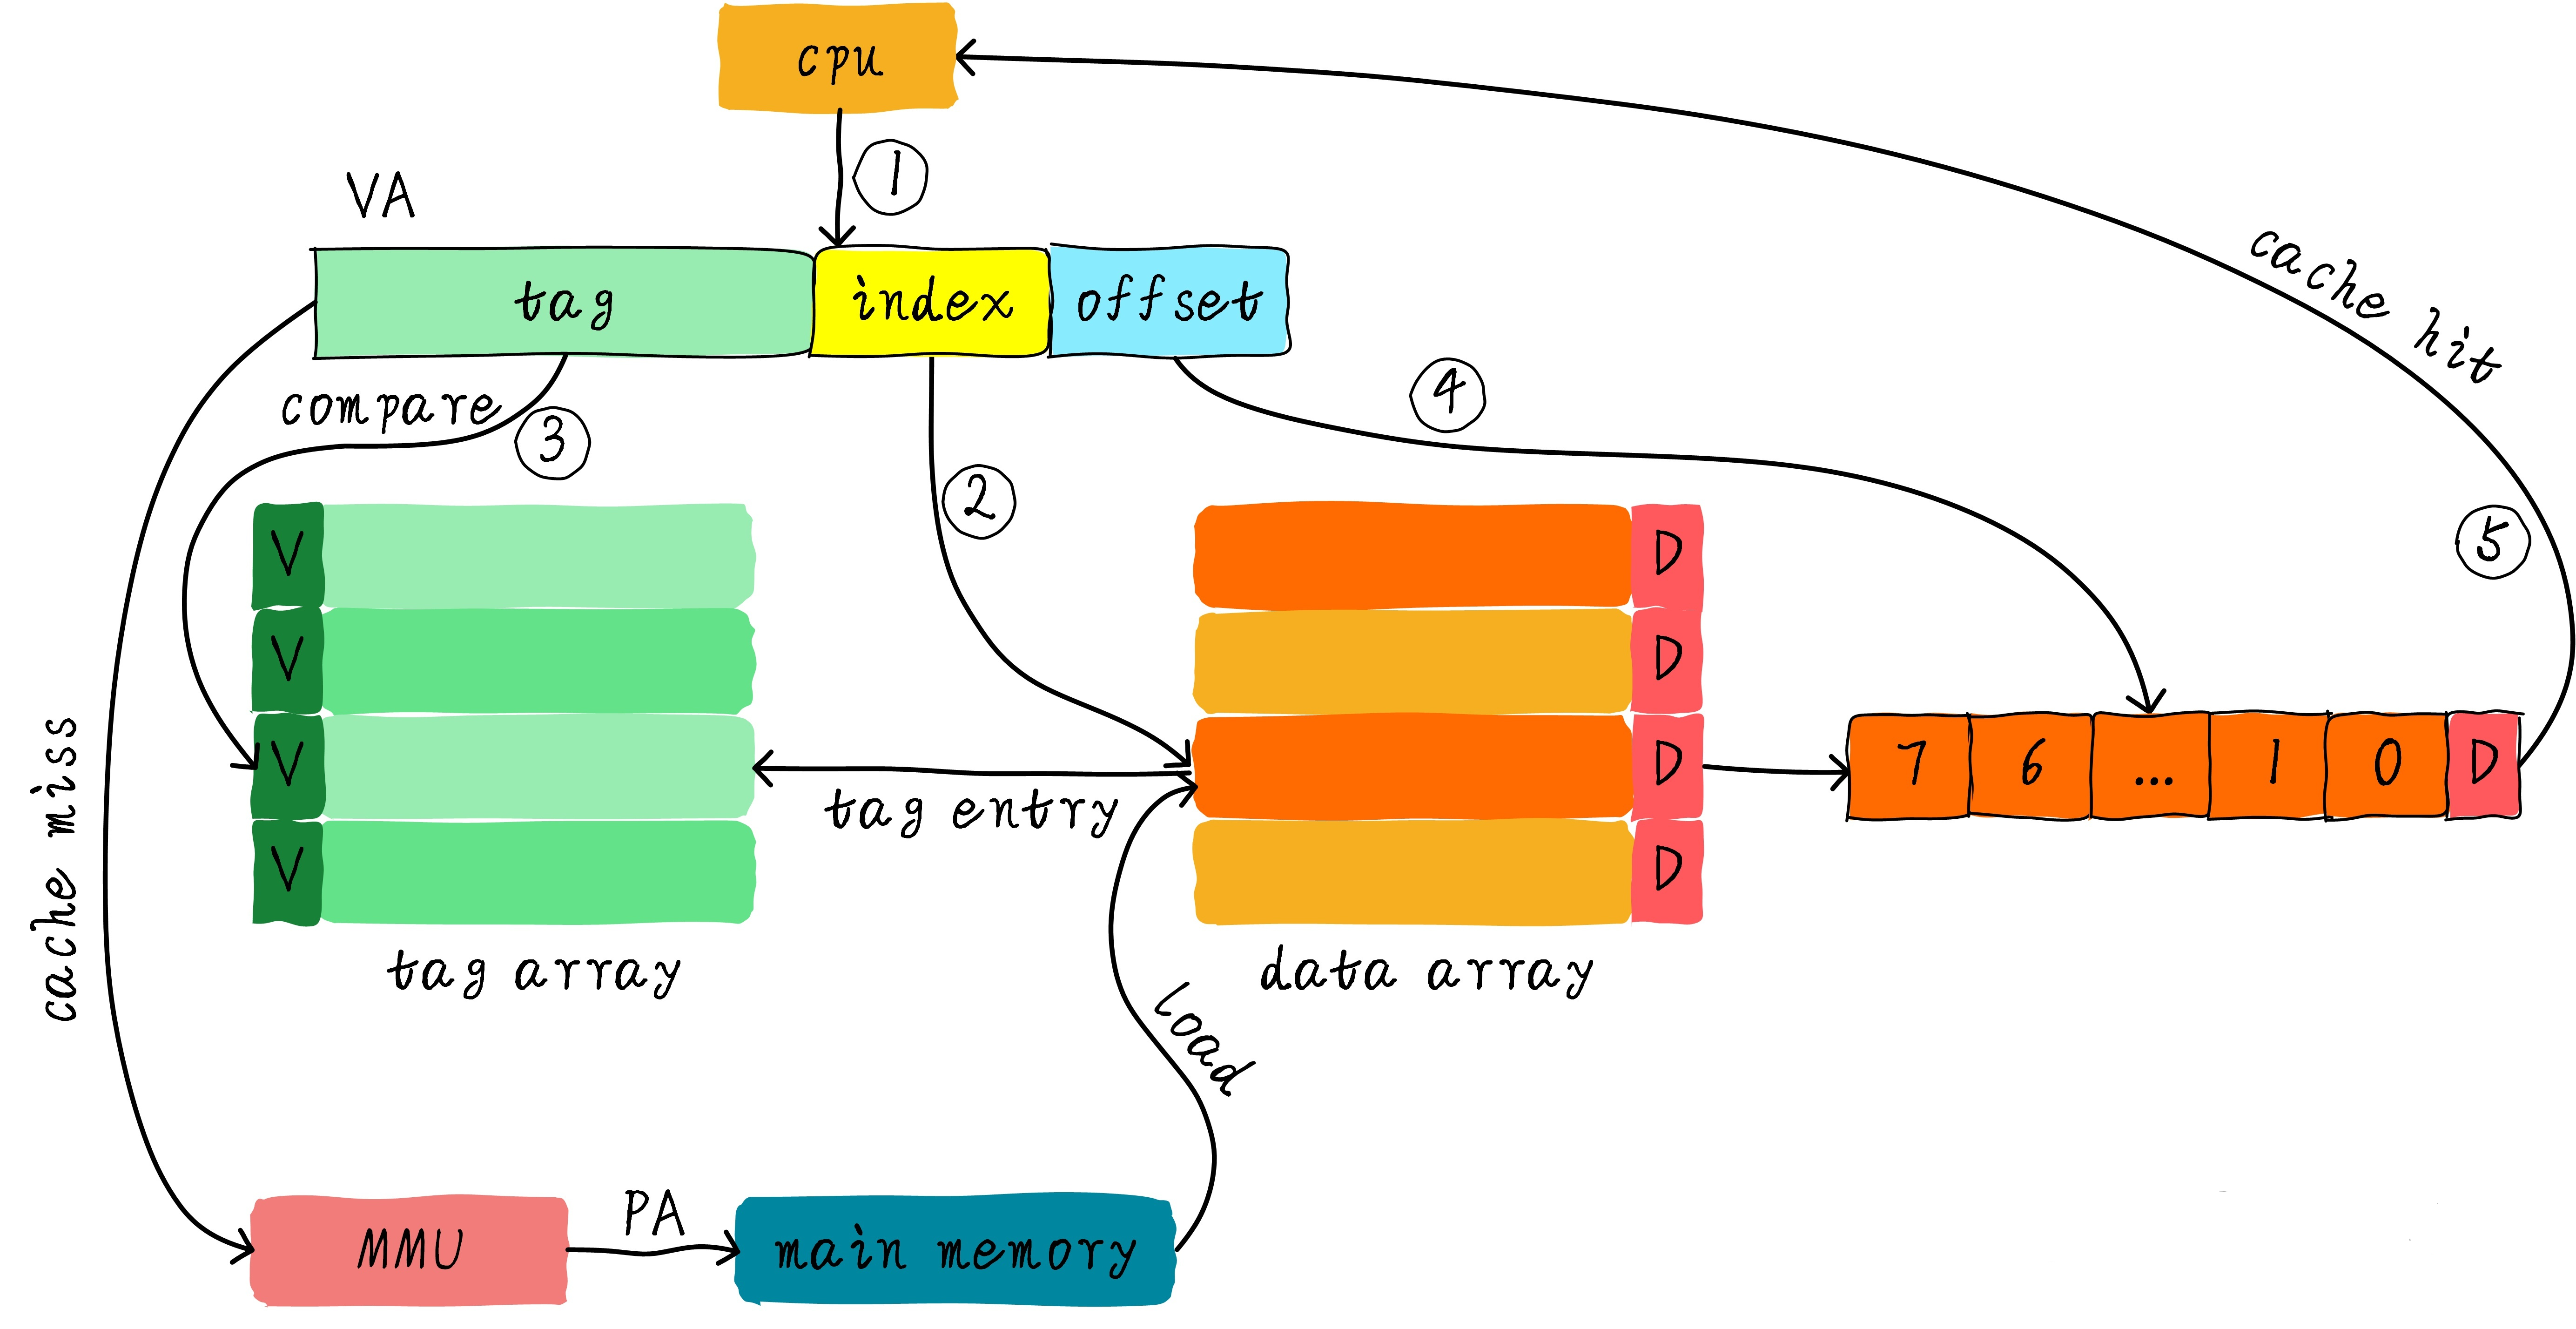 cpu
1
VA
tag index offset
cache hit
compare
3
4
2
5
V
V
V
V
D
D
D
D
tag entry
7 6 ... 1 0 D
cache miss
tag array
data array
load
MMU
PA
main memory